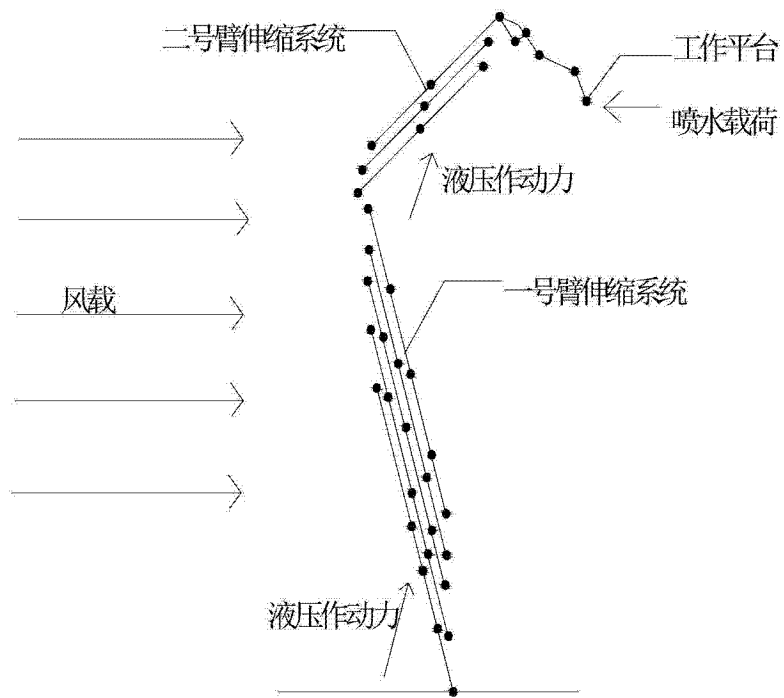 二号臂伸缩系统
工作平台
喷水载荷
液压作动力
一号臂伸缩系统
风载
液压作动力